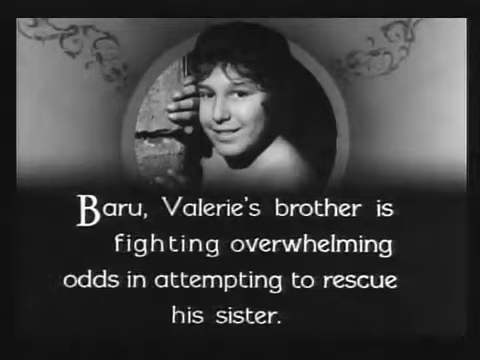 Baru, Valerie's brother is
fighting overwhelming
odds in attempting to rescue
his sister.